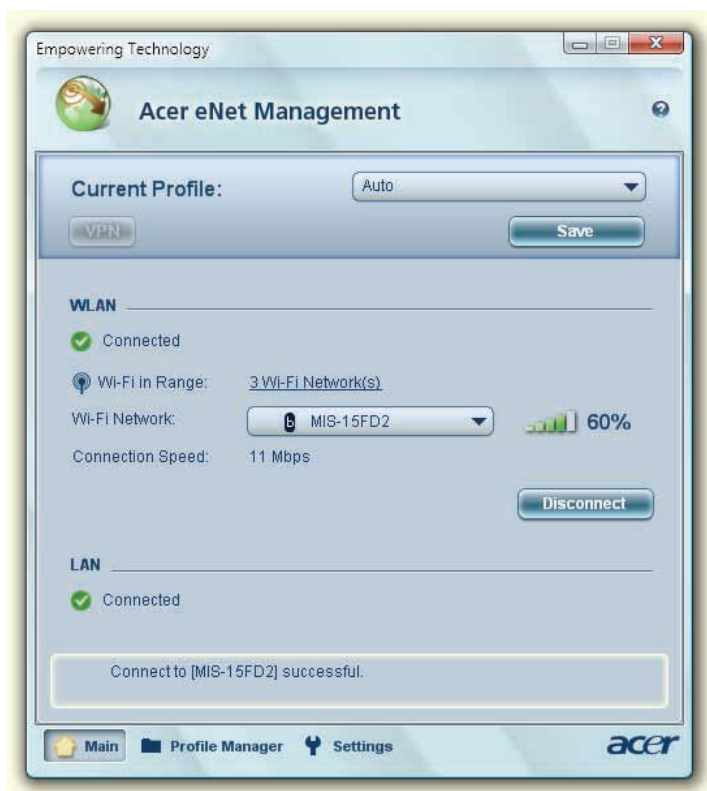 Empowering Technology
Acer eNet Management
Current Profile:
Auto
VPN
Save
WLAN
Connected
Wi-Fi in Range:
3 Wi-Fi Network(s)
Wi-Fi Network:
b MIS-15FD2
60%
Connection Speed:
11 Mbps
Disconnect
LAN
Connected
Connect to [MIS-15FD2] successful.
Main Profile Manager Settings
acer